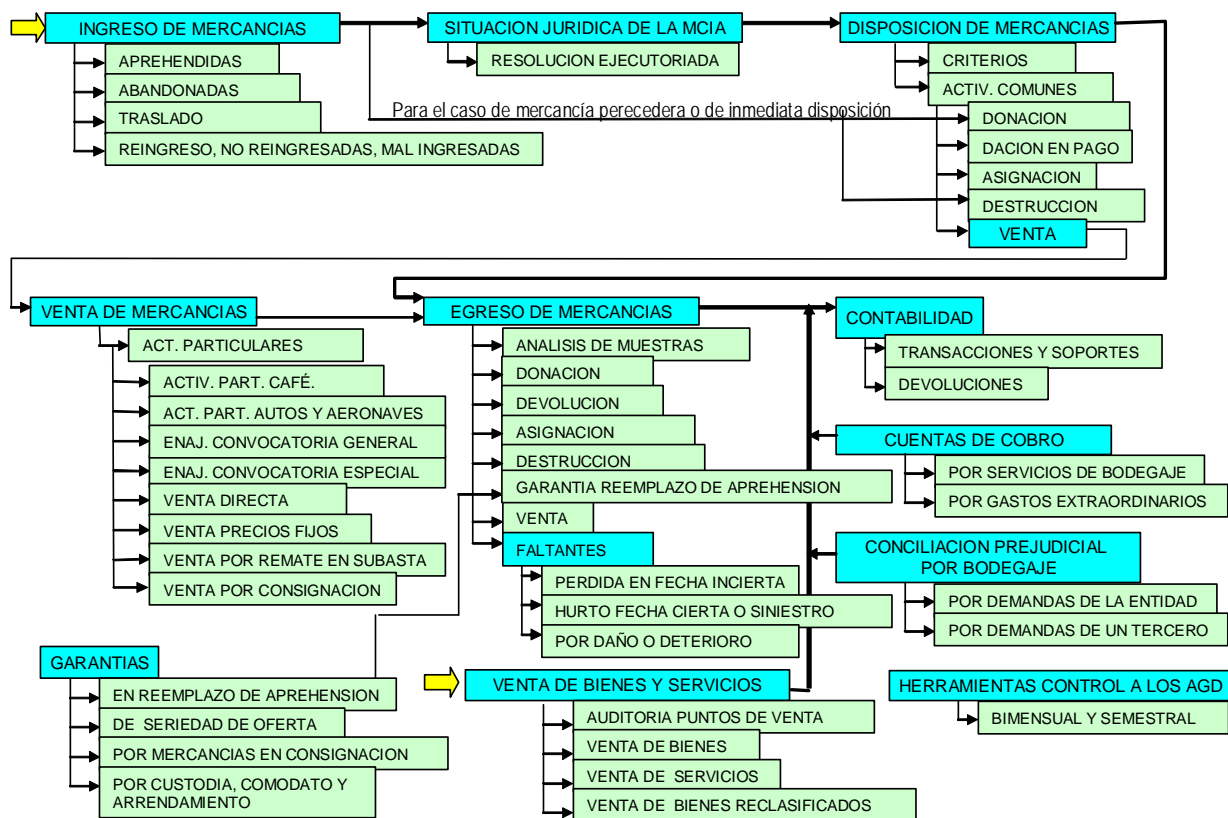 INGRESO DE MERCANCIAS
APREHENDIDAS
ABANDONADAS
TRASLADO
REINGRESO, NO REINGRESADAS, MAL INGRESADAS
SITUACION JURIDICA DE LA MCIA
RESOLUCION EJECUTORIADA
Para el caso de mercancía perecedera o de inmediata disposición
DISPOSICION DE MERCANCIAS
CRITERIOS
ACTIV. COMUNES
DONACION
DACION EN PAGO
ASIGNACION
DESTRUCCION
VENTA
VENTA DE MERCANCIAS
ACT. PARTICULARES
ACTIV. PART. CAFÉ.
ACT. PART. AUTOS Y AERONAVES
ENAJ. CONVOCATORIA GENERAL
ENAJ. CONVOCATORIA ESPECIAL
VENTA DIRECTA
VENTA PRECIOS FIJOS
VENTA POR REMATE EN SUBASTA
VENTA POR CONSIGNACION
EGRESO DE MERCANCIAS
ANALISIS DE MUESTRAS
DONACION
DEVOLUCION
ASIGNACION
DESTRUCCION
GARANTIA REEMPLAZO DE APREHENSION
VENTA
FALTANTES
PERDIDA EN FECHA INCIERTA
HURTO FECHA CIERTA O SINIESTRO
POR DAÑO O DETERIORO
CONTABILIDAD
TRANSACCIONES Y SOPORTES
DEVOLUCIONES
CUENTAS DE COBRO
POR SERVICIOS DE BODEGAJE
POR GASTOS EXTRAORDINARIOS
CONCILIACION PREJUDICIAL
POR BODEGAJE
POR DEMANDAS DE LA ENTIDAD
POR DEMANDAS DE UN TERCERO
GARANTIAS
EN REEMPLAZO DE APREHENSION
DE SERIEDAD DE OFERTA
POR MERCANCIAS EN CONSIGNACION
POR CUSTODIA, COMODATO Y
ARRENDAMIENTO
VENTA DE BIENES Y SERVICIOS
AUDITORIA PUNTOS DE VENTA
VENTA DE BIENES
VENTA DE SERVICIOS
VENTA DE BIENES RECLASIFICADOS
HERRAMIENTAS CONTROL A LOS AGD
BIMENSUAL Y SEMESTRAL